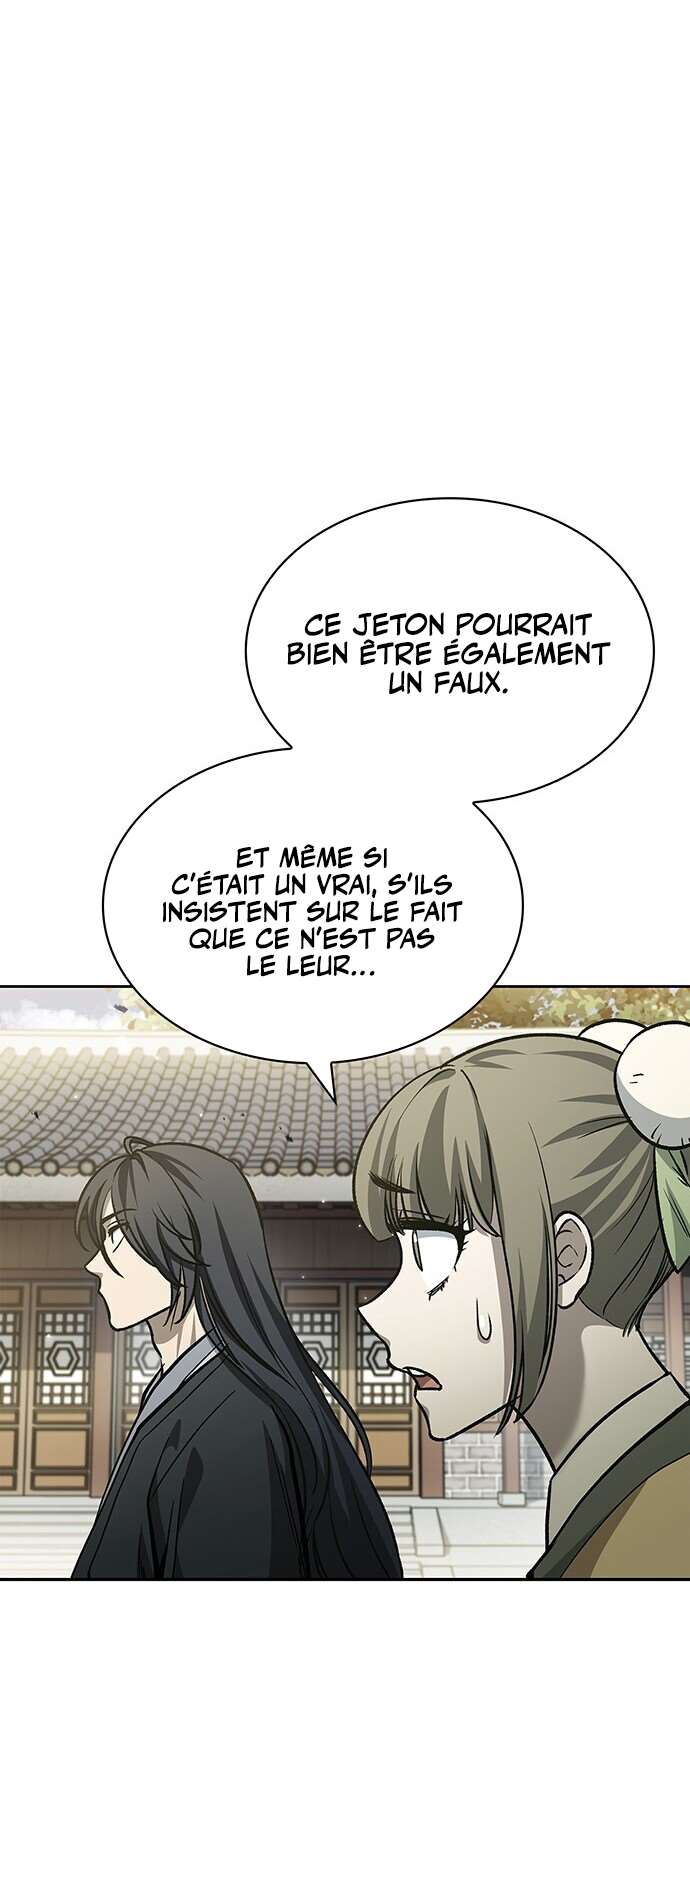 CE JETON POURRAIT
BIEN ÊTRE ÉGALEMENT
UN FAUX.
ET MÊME SI
C'ÉTAIT UN VRAI, S'ILS
INSISTENT SUR LE FAIT
QUE CE N'EST PAS
LE LEUR...